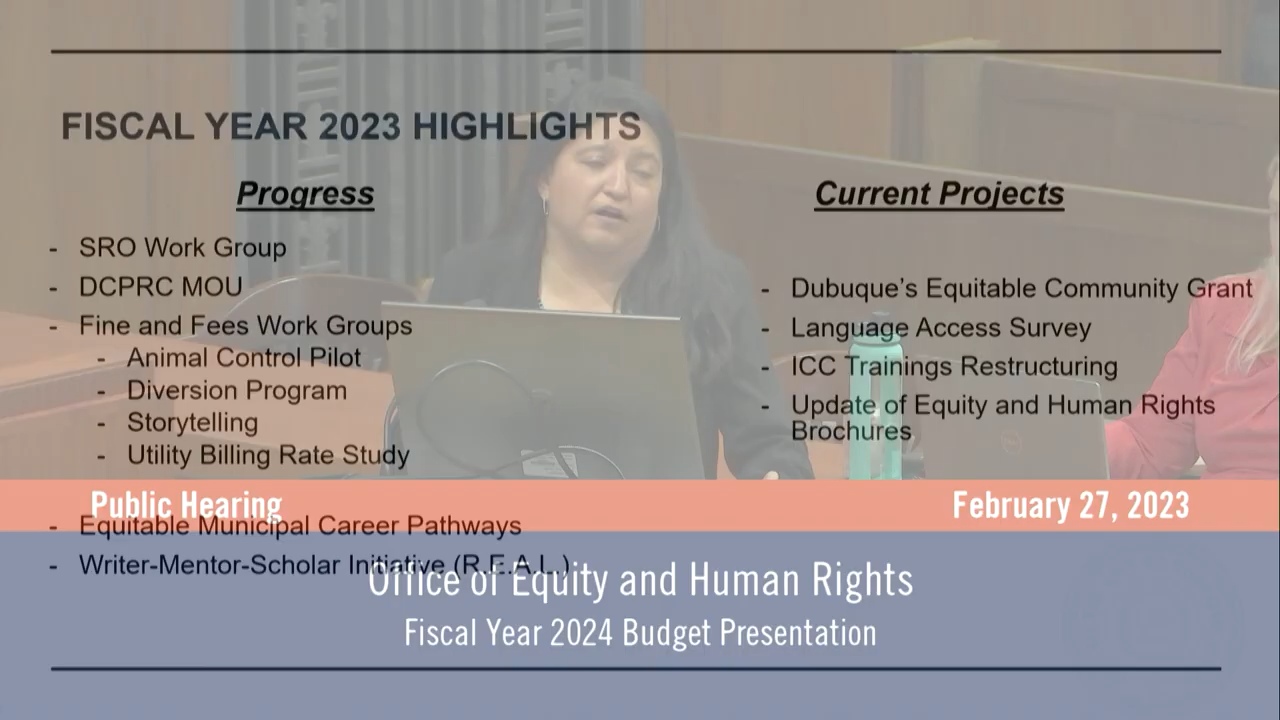 FISCAL YEAR 2023 HIGHLIGHTS
Progress
- SRO Work Group
- DCPRC MOU
- Fine and Fees Work Groups
- Animal Control Pilot
- Diversion Program
- Storytelling
- Utility Billing Rate Study
- Equitable Municipal Career Pathways
- Writer-Mentor-Scholar Initiative (R.E.A.L.)
Current Projects
- Dubuque’s Equitable Community Grant
- Language Access Survey
- ICC Trainings Restructuring
- Update of Equity and Human Rights
Brochures
Public Hearing
February 27, 2023
Office of Equity and Human Rights
Fiscal Year 2024 Budget Presentation